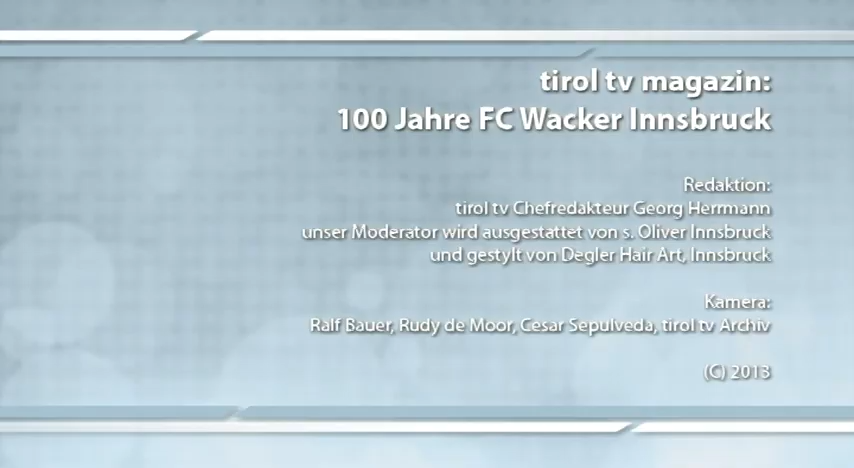 tirol tv magazin:
100 Jahre FC Wacker Innsbruck
Redaktion:
tirol tv Chefredakteur Georg Herrmann
unser Moderator wird ausgestattet von s. Oliver Innsbruck
und gestylt von Degler Hair Art, Innsbruck
Kamera:
Ralf Bauer, Rudy de Moor, Cesar Sepulveda, tirol tv Archiv
(C) 2013